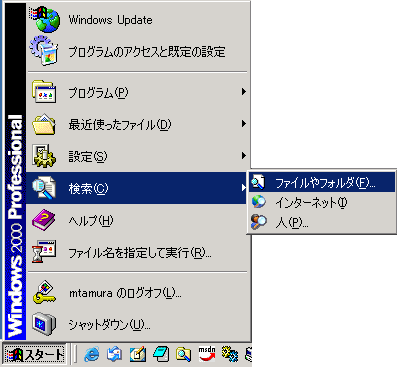 Windows Update
プログラムのアクセスと既定の設定
プログラム(P)
最近使ったファイル(D)
設定(S)
検索(C)
ファイルやフォルダ(F)...
インターネット(I)
人(P)...
ヘルプ(H)
ファイル名を指定して実行(R)...
mtamura のログオフ(L)...
シャットダウン(U)...
Windows 2000 Professional
スタート
msdn